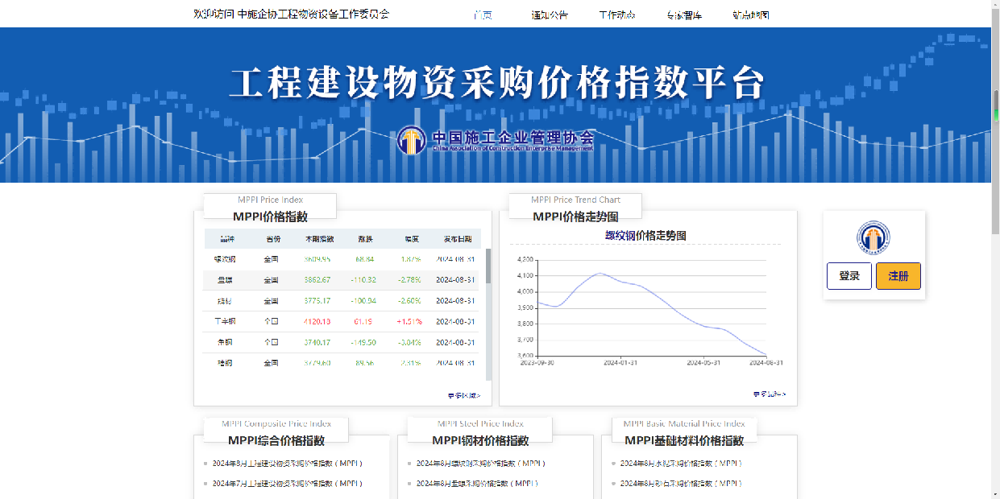 欢迎访问 中施企协工程物资设备工作委员会 首页 通知公告 工作动态 专家智库 站点地图
工程建设物资采购价格指数平台
中国施工企业管理协会
China Association of Construction Enterprise Management
MPPI Price Index
MPPI价格指数
品种 省份 本期指数 涨跌 幅度 发布日期
螺纹钢 全国 3609.95 -68.84 -1.87% 2024-08-31
盘螺 全国 3862.67 -110.32 -2.78% 2024-08-31
线材 全国 3775.17 -100.94 -2.60% 2024-08-31
工字钢 全国 4120.18 61.19 +1.51% 2024-08-31
角钢 全国 3740.17 -149.50 -3.84% 2024-08-31
槽钢 全国 3779.60 -89.56 -2.31% 2024-08-31
更多区域>
MPPI Price Trend Chart
MPPI价格走势图
螺纹钢价格走势图
4,200
4,100
4,000
3,900
3,800
3,700
3,600
2023-09-30 2024-01-31 2024-05-31 2024-08-31
更多品种>
登录 注册
MPPI Composite Price Index
MPPI综合价格指数
2024年8月工程建设物资采购价格指数（MPPI）
2024年7月工程建设物资采购价格指数（MPPI）
MPPI Steel Price Index
MPPI钢材价格指数
2024年8月螺纹钢采购价格指数（MPPI）
2024年8月盘螺采购价格指数（MPPI）
MPPI Basic Material Price Index
MPPI基础材料价格指数
2024年8月水泥采购价格指数（MPPI）
2024年8月砂石采购价格指数（MPPI）